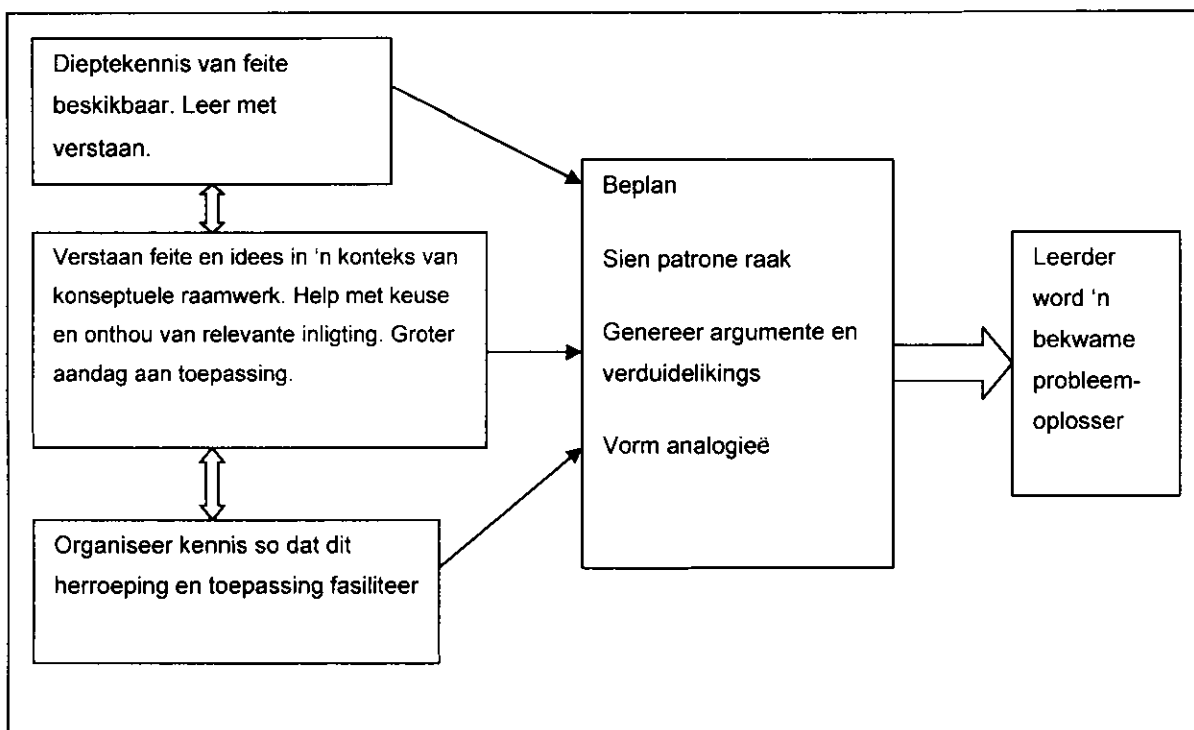 Dieptekennis van feite
beskikbaar. Leer met
verstaan.
Verstaan feite en idees in 'n konteks van
konseptuele raamwerk. Help met keuse
en onthou van relevante inligting. Groter
aandag aan toepassing.
Organiseer kennis so dat dit
herroeping en toepassing fasiliteer
Beplan
Sien patrone raak
Genereer argumente en
verduidelikings
Vorm analogieë
Leerder
word 'n
bekwame
probleem-
oplosser